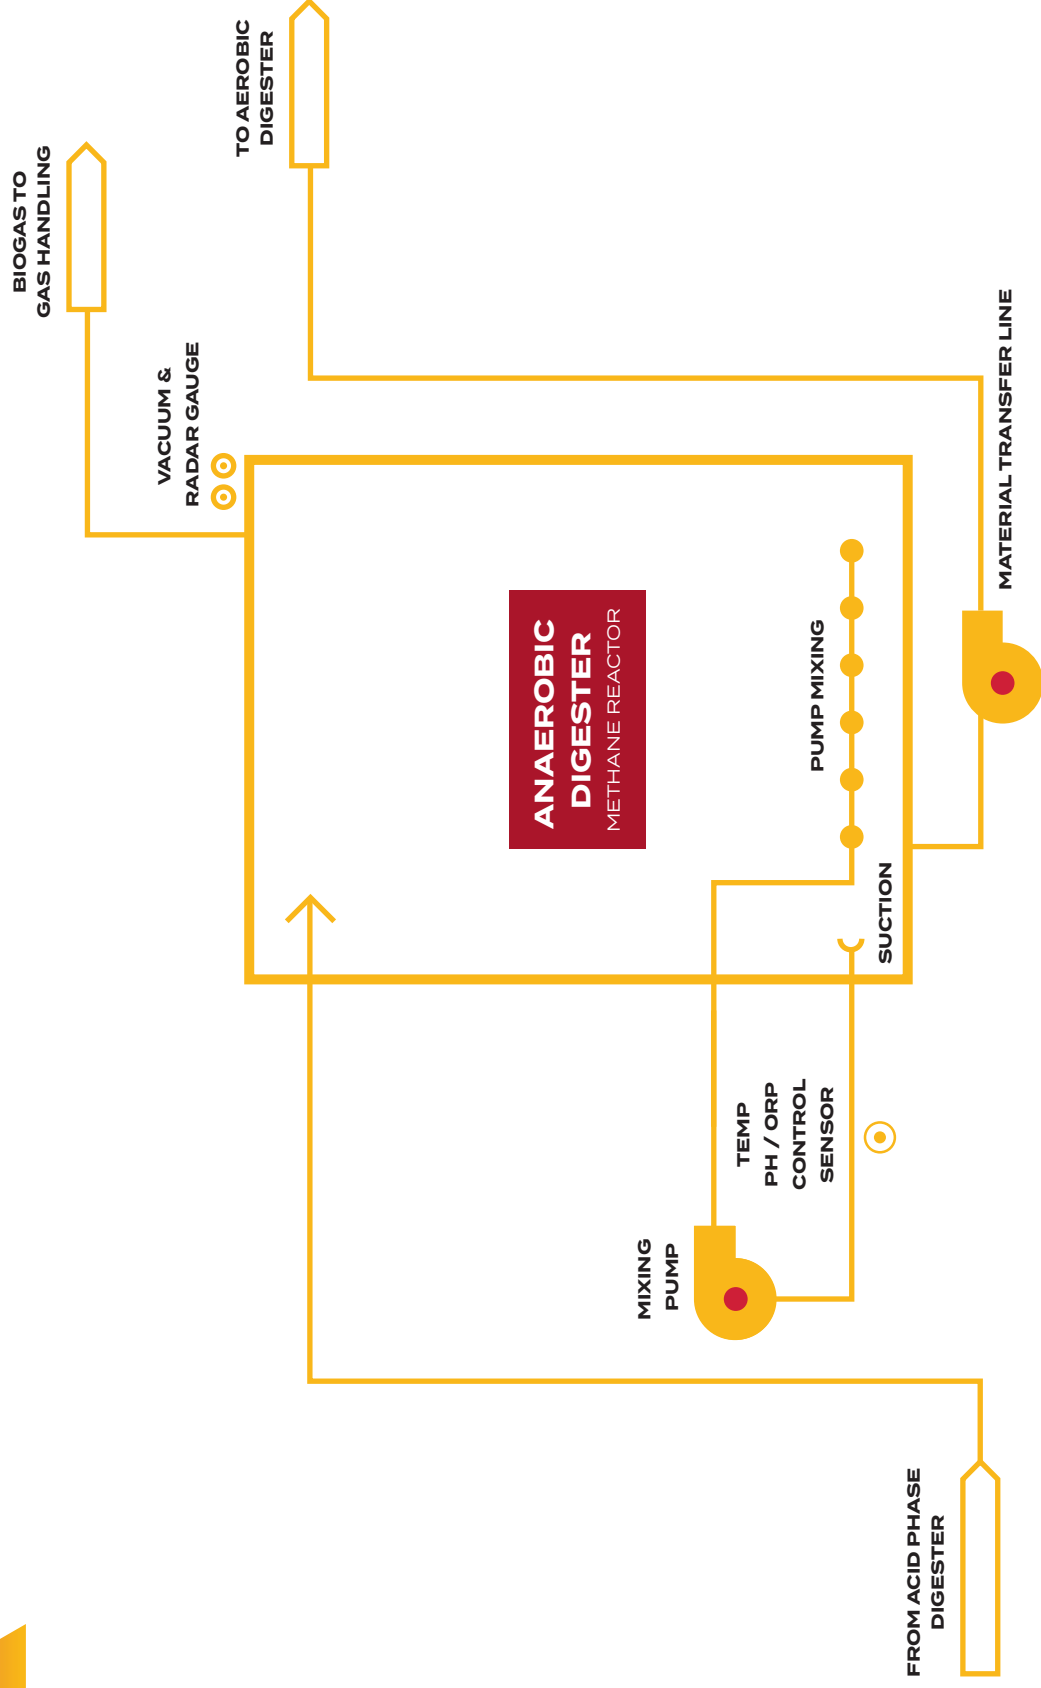 BIOGAS TO
GAS HANDLING
TO AEROBIC
DIGESTER
VACUUM &
RADAR GAUGE
ANAEROBIC
DIGESTER
METHANE REACTOR
MIXING
PUMP
TEMP
PH / ORP
CONTROL
SENSOR
PUMP MIXING
SUCTION
FROM ACID PHASE
DIGESTER
MATERIAL TRANSFER LINE